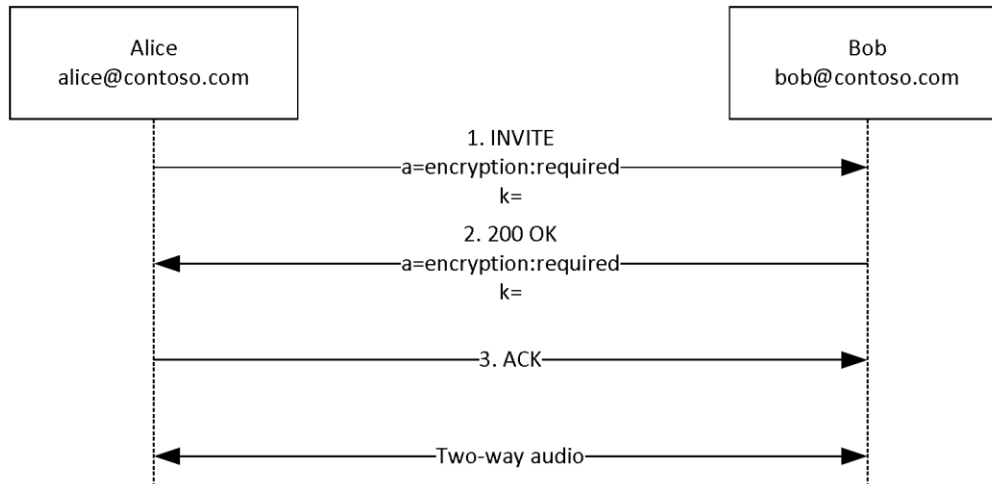 Alice
alice@contoso.com
Bob
bob@contoso.com
1. INVITE
a=encryption:required
k=
2. 200 OK
a=encryption:required
k=
3. ACK
Two-way audio